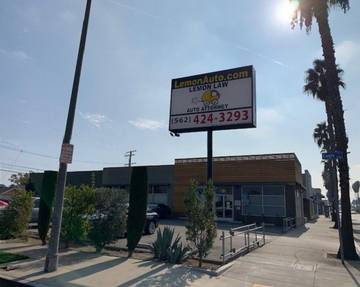 LemonAuto.com
LEMON LAW
AUTO ATTORNEY
(562) 424-3293